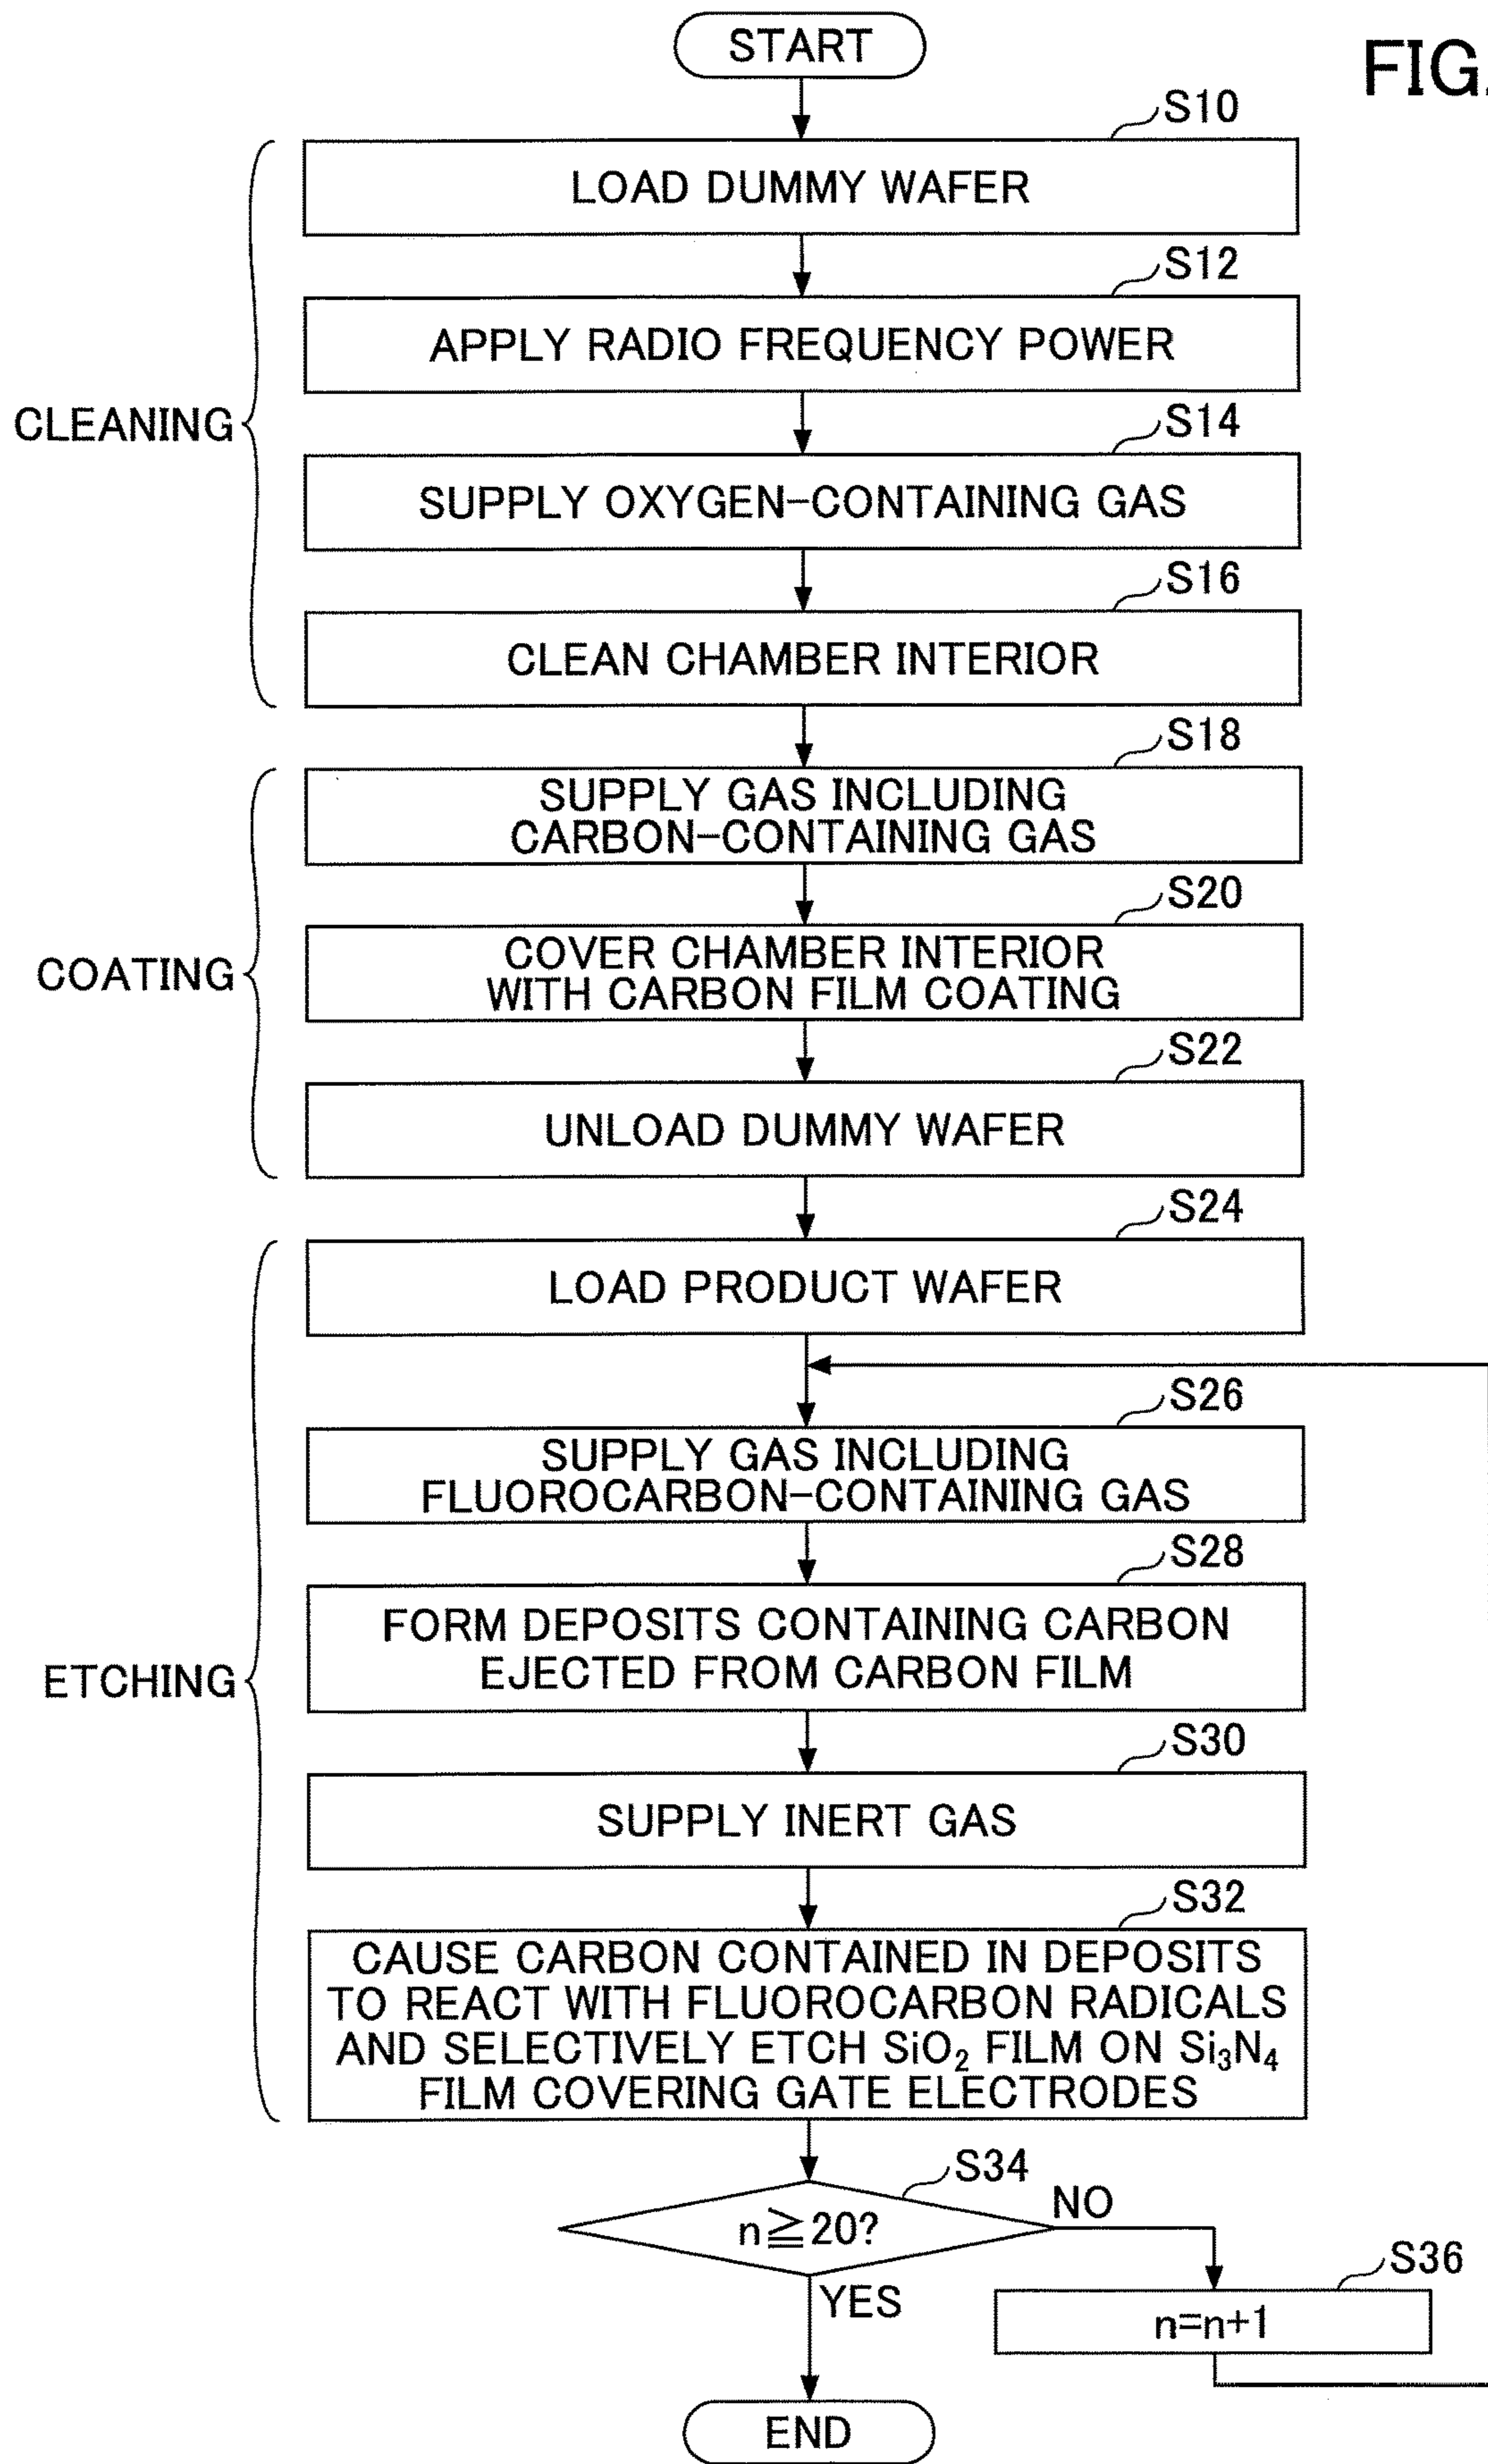 START
FIG.
S10
LOAD DUMMY WAFER
S12
APPLY RADIO FREQUENCY POWER
CLEANING
S14
SUPPLY OXYGEN-CONTAINING GAS
S16
CLEAN CHAMBER INTERIOR
S18
SUPPLY GAS INCLUDING
CARBON-CONTAINING GAS
S20
COATING
COVER CHAMBER INTERIOR
WITH CARBON FILM COATING
S22
UNLOAD DUMMY WAFER
S24
LOAD PRODUCT WAFER
S26
SUPPLY GAS INCLUDING
FLUOROCARBON-CONTAINING GAS
S28
ETCHING
FORM DEPOSITS CONTAINING CARBON
EJECTED FROM CARBON FILM
S30
SUPPLY INERT GAS
S32
CAUSE CARBON CONTAINED IN DEPOSITS
TO REACT WITH FLUOROCARBON RADICALS
AND SELECTIVELY ETCH SiO₂ FILM ON Si₃N₄
FILM COVERING GATE ELECTRODES
S34
n≧20?
NO
YES
S36
n=n+1
END